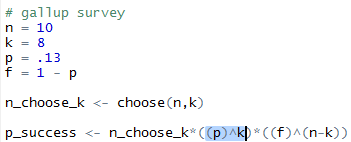 # gallup survey
n = 10
k = 8
p = .13
f = 1 - p
n_choose_k <- choose(n,k)
p_success <- n_choose_k*((p)^k)*((f)^(n-k))